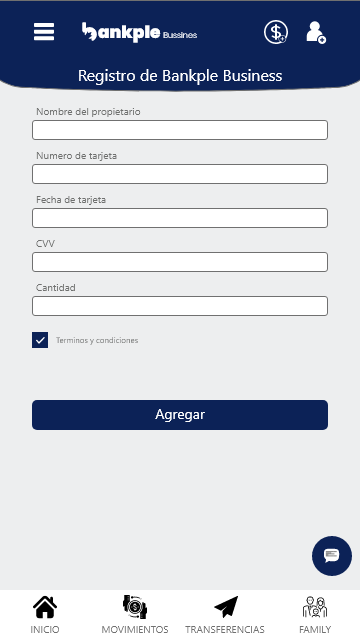 bankple Bussines
Registro de Bankple Business
Nombre del propietario
Numero de tarjeta
Fecha de tarjeta
CVV
Cantidad
Terminos y condiciones
Agregar
INICIO MOVIMIENTOS TRANSFERENCIAS FAMILY